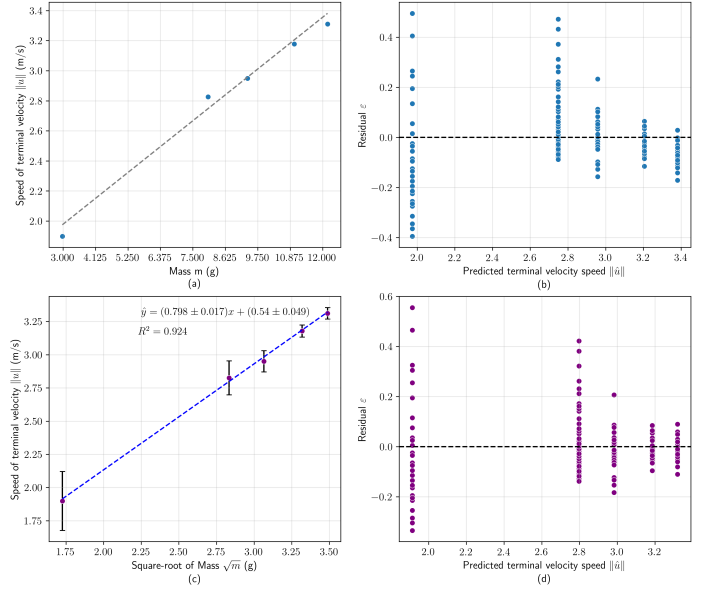 3.4
3.2
3.0
2.8
2.6
2.4
2.2
2.0
Speed of terminal velocity ‖u‖ (m/s)
3.000 4.125 5.250 6.375 7.500 8.625 9.750 10.875 12.000
Mass m (g)
(a)
0.4
0.2
0.0
−0.2
−0.4
Residual ε
2.0 2.2 2.4 2.6 2.8 3.0 3.2 3.4
Predicted terminal velocity speed ‖û‖
(b)
ŷ = (0.798 ± 0.017)x + (0.54 ± 0.049)
R² = 0.924
3.25
3.00
2.75
2.50
2.25
2.00
1.75
Speed of terminal velocity ‖u‖ (m/s)
1.75 2.00 2.25 2.50 2.75 3.00 3.25 3.50
Square-root of Mass √m (g)
(c)
0.6
0.4
0.2
0.0
−0.2
Residual ε
2.0 2.2 2.4 2.6 2.8 3.0 3.2
Predicted terminal velocity speed ‖û‖
(d)